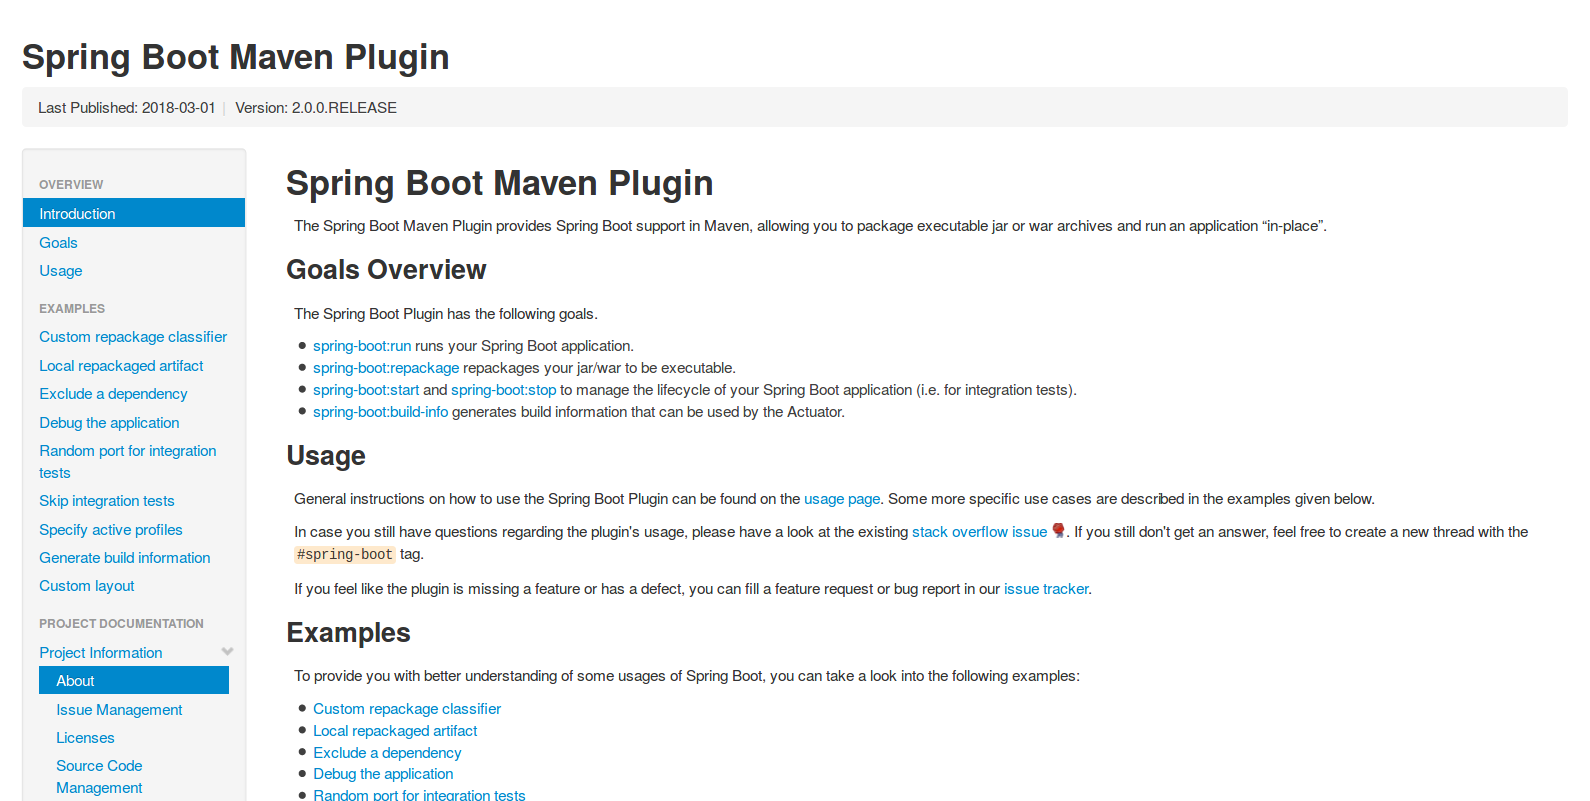 Spring Boot Maven Plugin
Last Published: 2018-03-01 | Version: 2.0.0.RELEASE
OVERVIEW
Introduction
Goals
Usage
EXAMPLES
Custom repackage classifier
Local repackaged artifact
Exclude a dependency
Debug the application
Random port for integration
tests
Skip integration tests
Specify active profiles
Generate build information
Custom layout
PROJECT DOCUMENTATION
Project Information
About
Issue Management
Licenses
Source Code
Management
Spring Boot Maven Plugin
The Spring Boot Maven Plugin provides Spring Boot support in Maven, allowing you to package executable jar or war archives and run an application “in-place”.
Goals Overview
The Spring Boot Plugin has the following goals.
• spring-boot:run runs your Spring Boot application.
• spring-boot:repackage repackages your jar/war to be executable.
• spring-boot:start and spring-boot:stop to manage the lifecycle of your Spring Boot application (i.e. for integration tests).
• spring-boot:build-info generates build information that can be used by the Actuator.
Usage
General instructions on how to use the Spring Boot Plugin can be found on the usage page. Some more specific use cases are described in the examples given below.
In case you still have questions regarding the plugin's usage, please have a look at the existing stack overflow issue . If you still don't get an answer, feel free to create a new thread with the
#spring-boot tag.
If you feel like the plugin is missing a feature or has a defect, you can fill a feature request or bug report in our issue tracker.
Examples
To provide you with better understanding of some usages of Spring Boot, you can take a look into the following examples:
• Custom repackage classifier
• Local repackaged artifact
• Exclude a dependency
• Debug the application
• Random port for integration tests